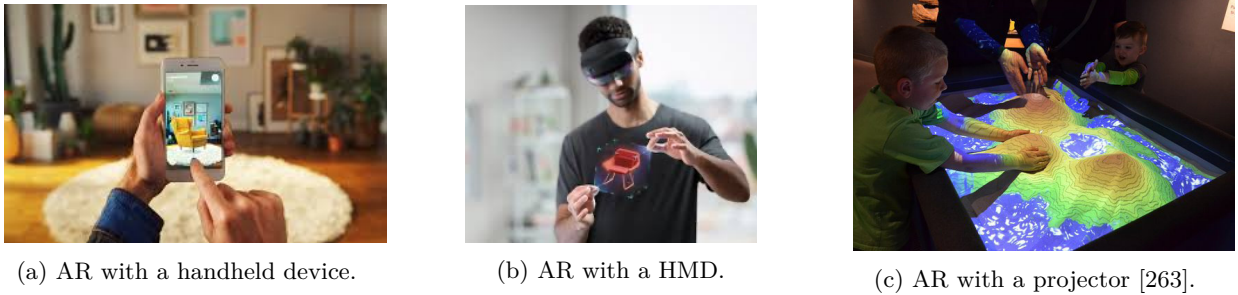 (a) AR with a handheld device.
(b) AR with a HMD.
(c) AR with a projector [263].